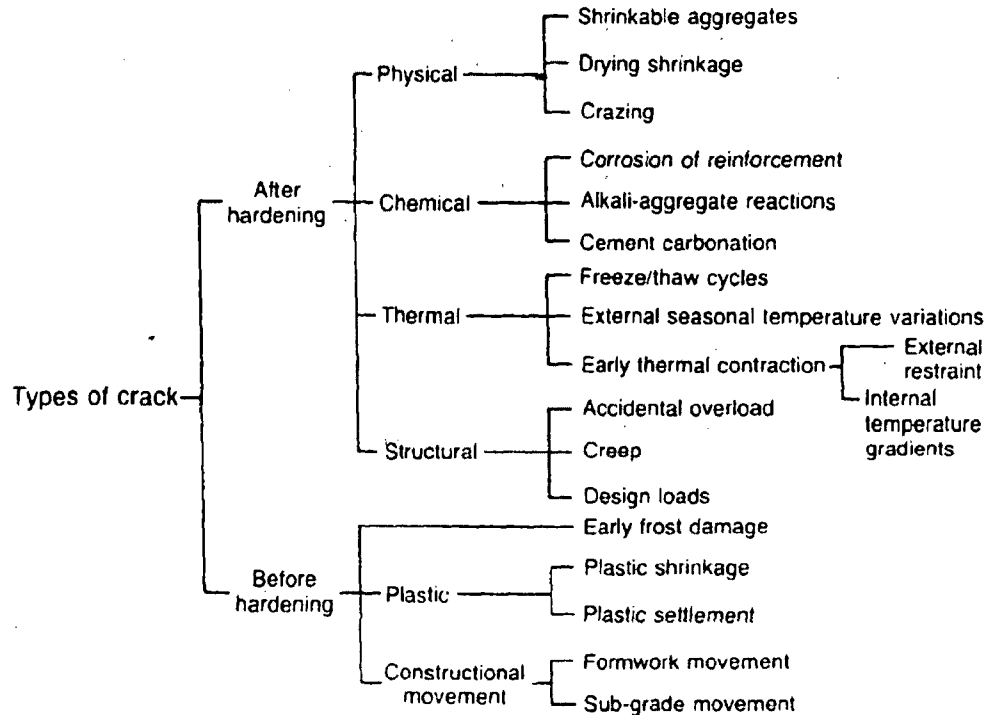 Types of crack
After
hardening
Physical
Shrinkable aggregates
Drying shrinkage
Crazing
Chemical
Corrosion of reinforcement
Alkali-aggregate reactions
Cement carbonation
Thermal
Freeze/thaw cycles
External seasonal temperature variations
Early thermal contraction
External
restraint
Internal
temperature
gradients
Structural
Accidental overload
Creep
Design loads
Before
hardening
Early frost damage
Plastic
Plastic shrinkage
Plastic settlement
Constructional
movement
Formwork movement
Sub-grade movement